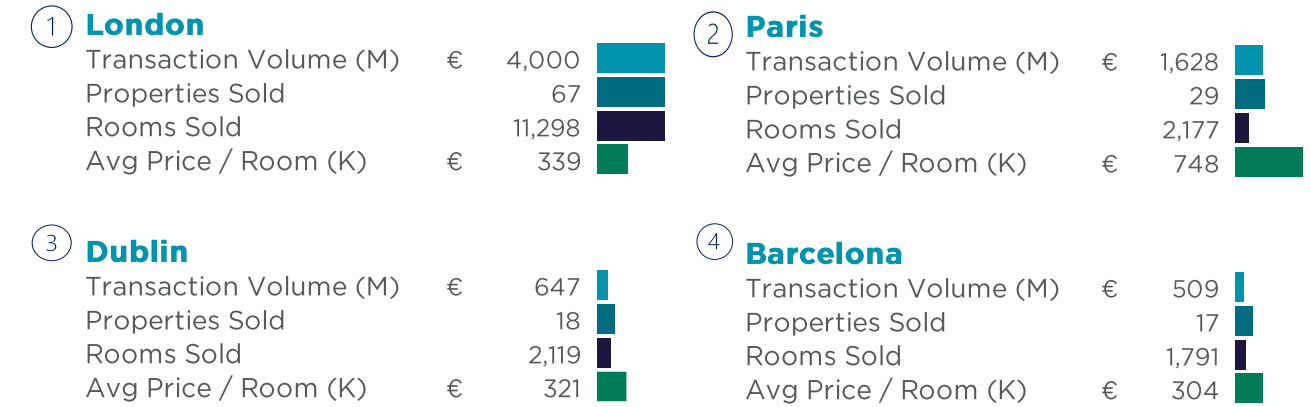 1 London
Transaction Volume (M) € 4,000
Properties Sold 67
Rooms Sold 11,298
Avg Price / Room (K) € 339
2 Paris
Transaction Volume (M) € 1,628
Properties Sold 29
Rooms Sold 2,177
Avg Price / Room (K) € 748
3 Dublin
Transaction Volume (M) € 647
Properties Sold 18
Rooms Sold 2,119
Avg Price / Room (K) € 321
4 Barcelona
Transaction Volume (M) € 509
Properties Sold 17
Rooms Sold 1,791
Avg Price / Room (K) € 304